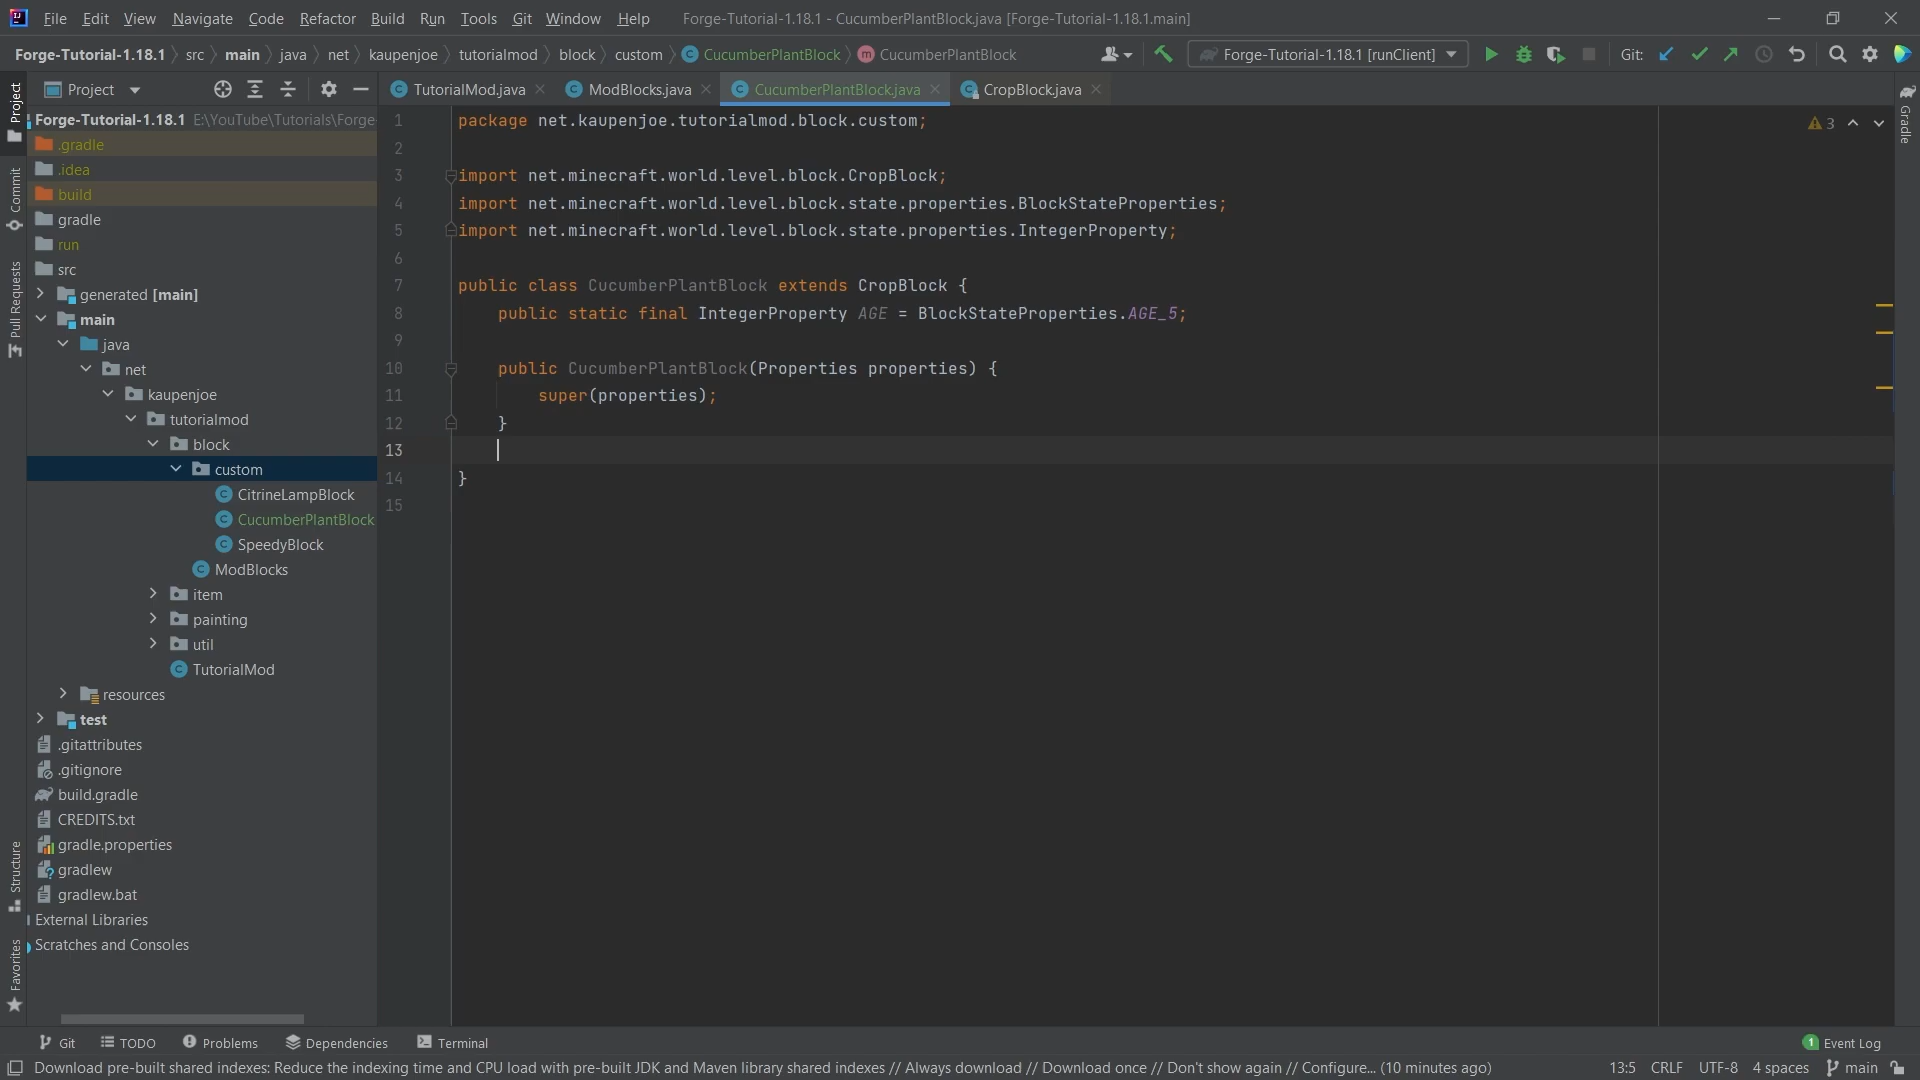 File Edit View Navigate Code Refactor Build Run Tools Git Window Help Forge-Tutorial-1.18.1 - CucumberPlantBlock.java [Forge-Tutorial-1.18.1.main]
Forge-Tutorial-1.18.1 src main java net kaupenjoe tutorialmod block custom CucumberPlantBlock CucumberPlantBlock Forge-Tutorial-1.18.1 [runClient] Git:
Project TutorialMod.java ModBlocks.java CucumberPlantBlock.java CropBlock.java
Project
Commit
Pull Requests
Structure
Favorites
Gradle
Forge-Tutorial-1.18.1 E:\YouTube\Tutorials\Forge-
.gradle
.idea
build
gradle
run
src
generated [main]
main
java
net
kaupenjoe
tutorialmod
block
custom
CitrineLampBlock
CucumberPlantBlock
SpeedyBlock
ModBlocks
item
painting
util
TutorialMod
resources
test
.gitattributes
.gitignore
build.gradle
CREDITS.txt
gradle.properties
gradlew
gradlew.bat
External Libraries
Scratches and Consoles
3
1 package net.kaupenjoe.tutorialmod.block.custom;
2
3 import net.minecraft.world.level.block.CropBlock;
4 import net.minecraft.world.level.block.state.properties.BlockStateProperties;
5 import net.minecraft.world.level.block.state.properties.IntegerProperty;
6
7 public class CucumberPlantBlock extends CropBlock {
8 public static final IntegerProperty AGE = BlockStateProperties.AGE_5;
9
10 public CucumberPlantBlock(Properties properties) {
11 super(properties);
12 }
13
14 }
15
Git TODO Problems Dependencies Terminal 1 Event Log
Download pre-built shared indexes: Reduce the indexing time and CPU load with pre-built JDK and Maven library shared indexes // Always download // Download once // Don't show again // Configure... (10 minutes ago) 13:5 CRLF UTF-8 4 spaces main